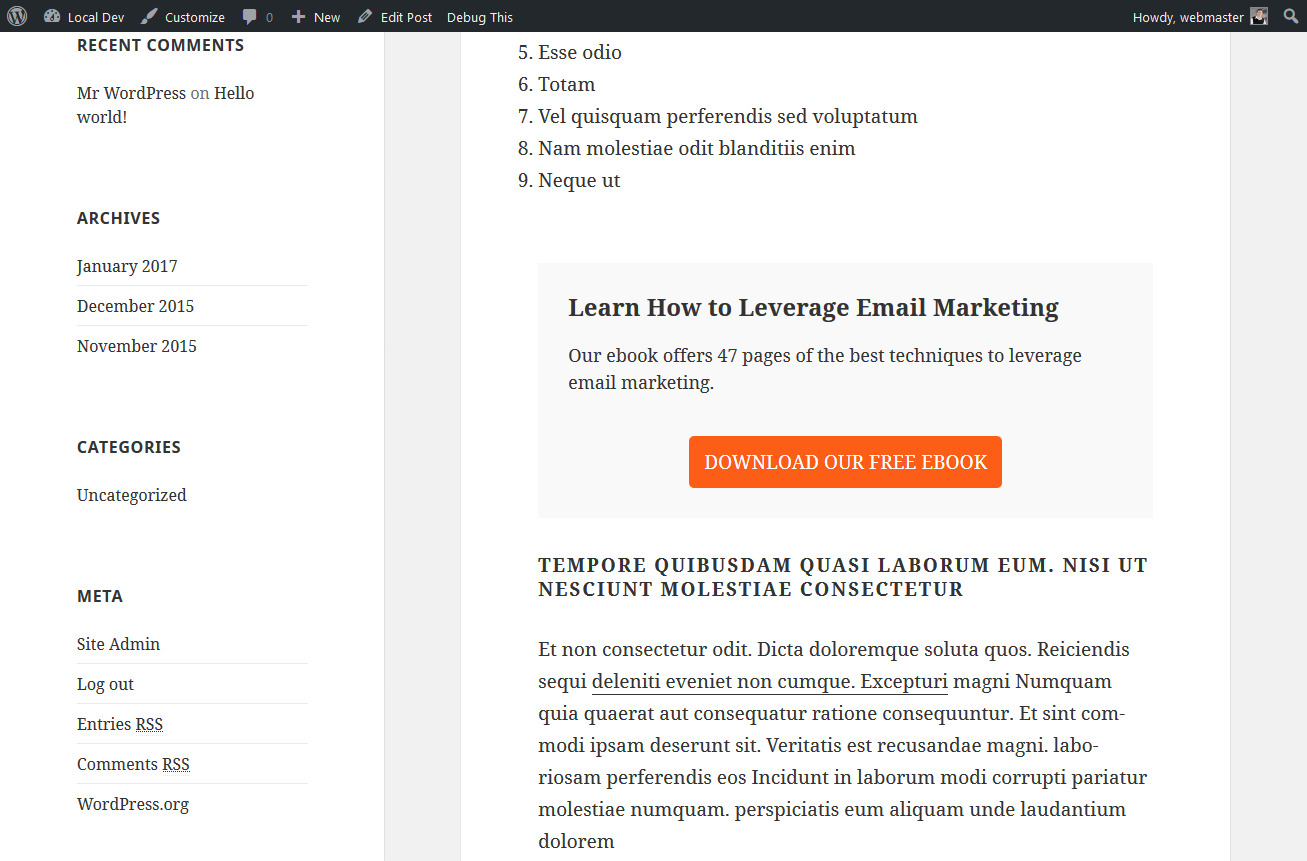 Local Dev Customize 0 New Edit Post Debug This Howdy, webmaster
RECENT COMMENTS
Mr WordPress on Hello
world!
ARCHIVES
January 2017
December 2015
November 2015
CATEGORIES
Uncategorized
META
Site Admin
Log out
Entries RSS
Comments RSS
WordPress.org
5. Esse odio
6. Totam
7. Vel quisquam perferendis sed voluptatum
8. Nam molestiae odit blanditiis enim
9. Neque ut
Learn How to Leverage Email Marketing
Our ebook offers 47 pages of the best techniques to leverage
email marketing.
DOWNLOAD OUR FREE EBOOK
TEMPORE QUIBUSDAM QUASI LABORUM EUM. NISI UT
NESCIUNT MOLESTIAE CONSECTETUR
Et non consectetur odit. Dicta doloremque soluta quos. Reiciendis
sequi deleniti eveniet non cumque. Excepturi magni Numquam
quia quaerat aut consequatur ratione consequuntur. Et sint com-
modi ipsam deserunt sit. Veritatis est recusandae magni. labo-
riosam perferendis eos Incidunt in laborum modi corrupti pariatur
molestiae numquam. perspiciatis eum aliquam unde laudantium
dolorem